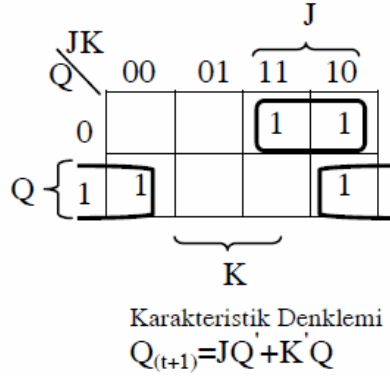 J
JK
Q 00 01 11 10
0 1 1
Q 1 1 1
K
Karakteristik Denklemi
Q(t+1)=JQ'+K'Q